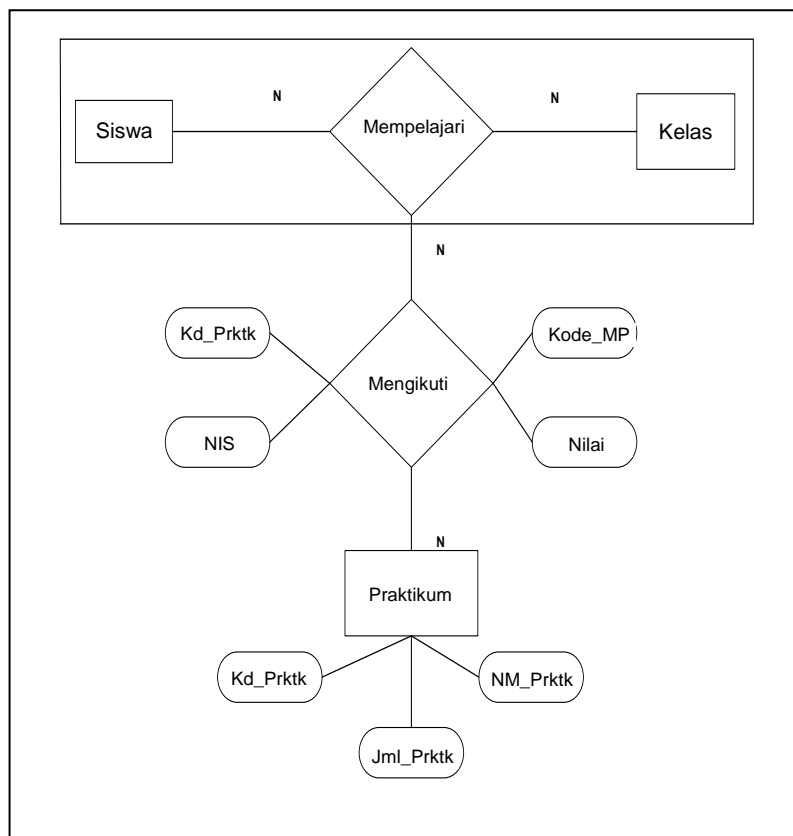 N
N
Siswa
Mempelajari
Kelas
N
Kd_Prktk
Kode_MP
Mengikuti
NIS
Nilai
N
Praktikum
Kd_Prktk
NM_Prktk
Jml_Prktk